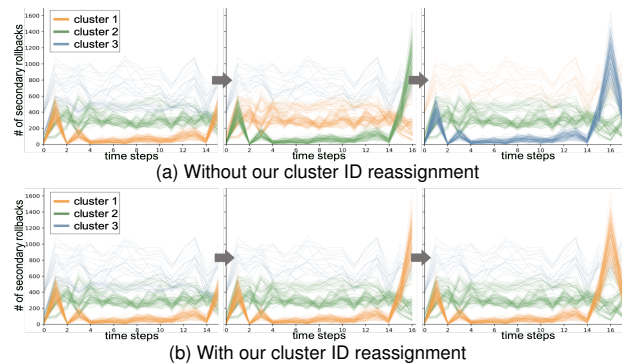 cluster 1
cluster 2
cluster 3
# of secondary rollbacks
1600
1400
1200
1000
800
600
400
200
0
0 2 4 6 8 10 12 14
0 2 4 6 8 10 12 14 16
0 2 4 6 8 10 12 14 16
time steps time steps time steps
(a) Without our cluster ID reassignment
cluster 1
cluster 2
cluster 3
# of secondary rollbacks
1600
1400
1200
1000
800
600
400
200
0
0 2 4 6 8 10 12 14
0 2 4 6 8 10 12 14 16
0 2 4 6 8 10 12 14 16
time steps time steps time steps
(b) With our cluster ID reassignment